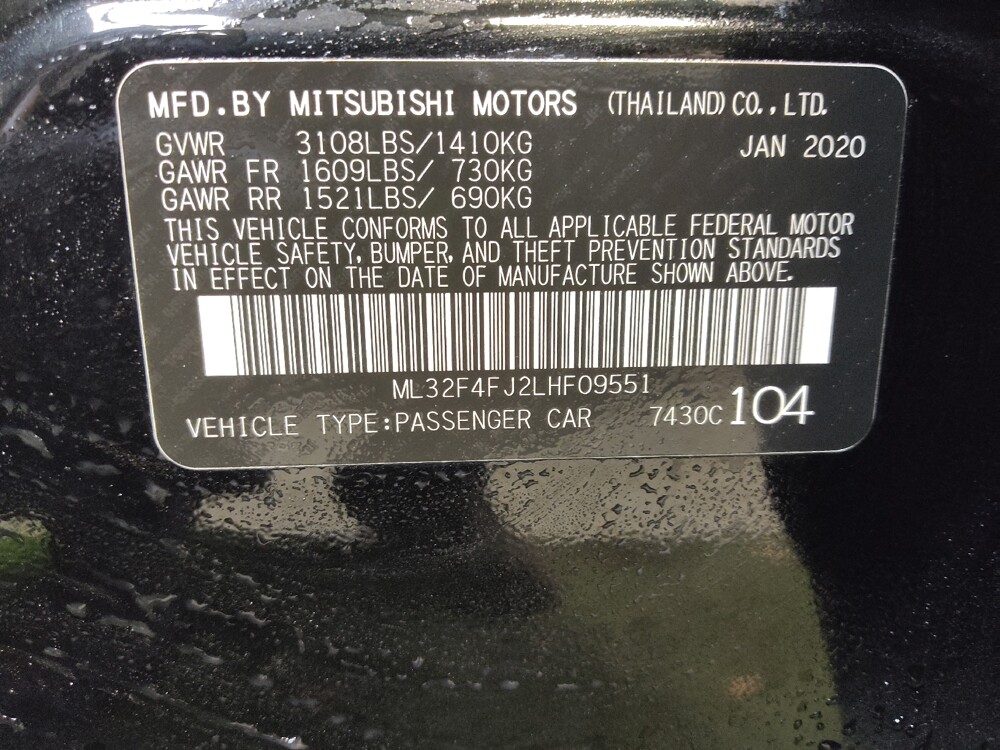 MFD.BY MITSUBISHI MOTORS (THAILAND) CO., LTD.
GVWR 3108LBS/1410KG JAN 2020
GAWR FR 1609LBS/ 730KG
GAWR RR 1521LBS/ 690KG
THIS VEHICLE CONFORMS TO ALL APPLICABLE FEDERAL MOTOR
VEHICLE SAFETY, BUMPER, AND THEFT PREVENTION STANDARDS
IN EFFECT ON THE DATE OF MANUFACTURE SHOWN ABOVE.
ML32F4FJ2LHF09551
VEHICLE TYPE:PASSENGER CAR 7430C 104